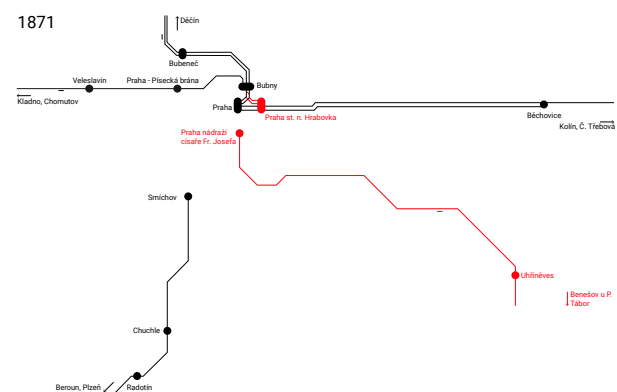 1871
Děčín
Bubeneč
Veleslavín
Praha - Písecká brána
Bubny
Kladno, Chomutov
Praha
Praha st. n. Hrabovka
Běchovice
Kolín, Č. Třebová
Praha nádraží
císaře Fr. Josefa
Smíchov
Uhříněves
Benešov u P.
Tábor
Chuchle
Beroun, Plzeň
Radotín